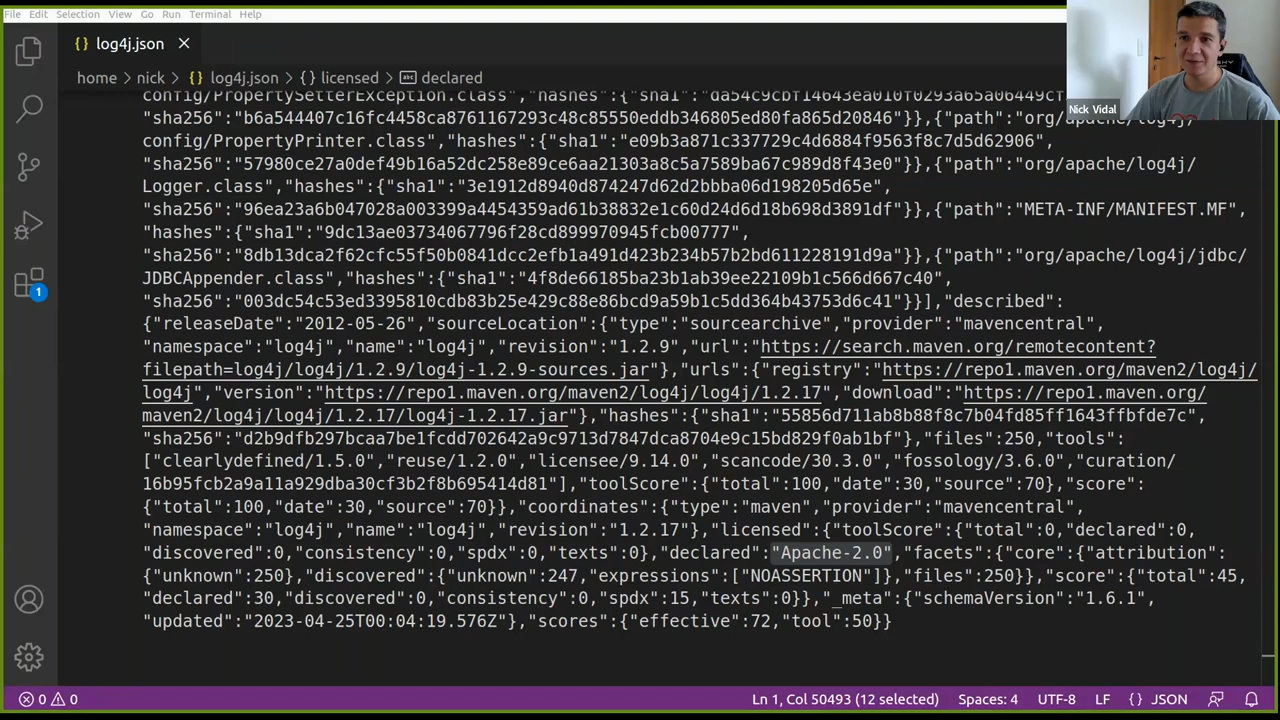 File Edit Selection View Go Run Terminal Help
{} log4j.json ×
home > nick > {} log4j.json > {} licensed > abc declared
config/PropertySetterException.class","hashes":{"sha1":"da54c9cbf14643ea010f0293a65a06449cf
"sha256":"b6a544407c16fc4458ca8761167293c48c85550eddb346805ed80fa865d20846"}},{"path":"org/apache/log4j/
config/PropertyPrinter.class","hashes":{"sha1":"e09b3a871c337729c4d6884f9563f8c7d5d62906",
"sha256":"57980ce27a0def49b16a52dc258e89ce6aa21303a8c5a7589ba67c989d8f43e0"}},{"path":"org/apache/log4j/
Logger.class","hashes":{"sha1":"3e1912d8940d874247d62d2bbba06d198205d65e",
"sha256":"96ea23a6b047028a003399a4454359ad61b38832e1c60d24d6d18b698d3891df"}},{"path":"META-INF/MANIFEST.MF",
"hashes":{"sha1":"9dc13ae03734067796f28cd899970945fcb00777",
"sha256":"8db13dca2f62cfc55f50b0841dcc2efb1a491d423b234b57b2bd611228191d9a"}},{"path":"org/apache/log4j/jdbc/
JDBCAppender.class","hashes":{"sha1":"4f8de66185ba23b1ab39ee22109b1c566d667c40",
"sha256":"003dc54c53ed3395810cdb83b25e429c88e86bcd9a59b1c5dd364b43753d6c41"}}],"described":
{"releaseDate":"2012-05-26","sourceLocation":{"type":"sourcearchive","provider":"mavencentral",
"namespace":"log4j","name":"log4j","revision":"1.2.9","url":"https://search.maven.org/remotecontent?
filepath=log4j/log4j/1.2.9/log4j-1.2.9-sources.jar"},"urls":{"registry":"https://repo1.maven.org/maven2/log4j/
log4j","version":"https://repo1.maven.org/maven2/log4j/log4j/1.2.17","download":"https://repo1.maven.org/
maven2/log4j/log4j/1.2.17/log4j-1.2.17.jar"},"hashes":{"sha1":"55856d711ab8b88f8c7b04fd85ff1643ffbfde7c",
"sha256":"d2b9dfb297bcaa7be1fcdd702642a9c9713d7847dca8704e9c15bd829f0ab1bf"},"files":250,"tools":
["clearlydefined/1.5.0","reuse/1.2.0","licensee/9.14.0","scancode/30.3.0","fossology/3.6.0","curation/
16b95fcb2a9a11a929dba30cf3b2f8b695414d81"],"toolScore":{"total":100,"date":30,"source":70},"score":
{"total":100,"date":30,"source":70}},"coordinates":{"type":"maven","provider":"mavencentral",
"namespace":"log4j","name":"log4j","revision":"1.2.17"},"licensed":{"toolScore":{"total":0,"declared":0,
"discovered":0,"consistency":0,"spdx":0,"texts":0},"declared":"Apache-2.0","facets":{"core":{"attribution":
{"unknown":250},"discovered":{"unknown":247,"expressions":["NOASSERTION"]},"files":250}},"score":{"total":45,
"declared":30,"discovered":0,"consistency":0,"spdx":15,"texts":0}},"_meta":{"schemaVersion":"1.6.1",
"updated":"2023-04-25T00:04:19.576Z"},"scores":{"effective":72,"tool":50}}
Nick Vidal
1
0 0
Ln 1, Col 50493 (12 selected) Spaces: 4 UTF-8 LF {} JSON